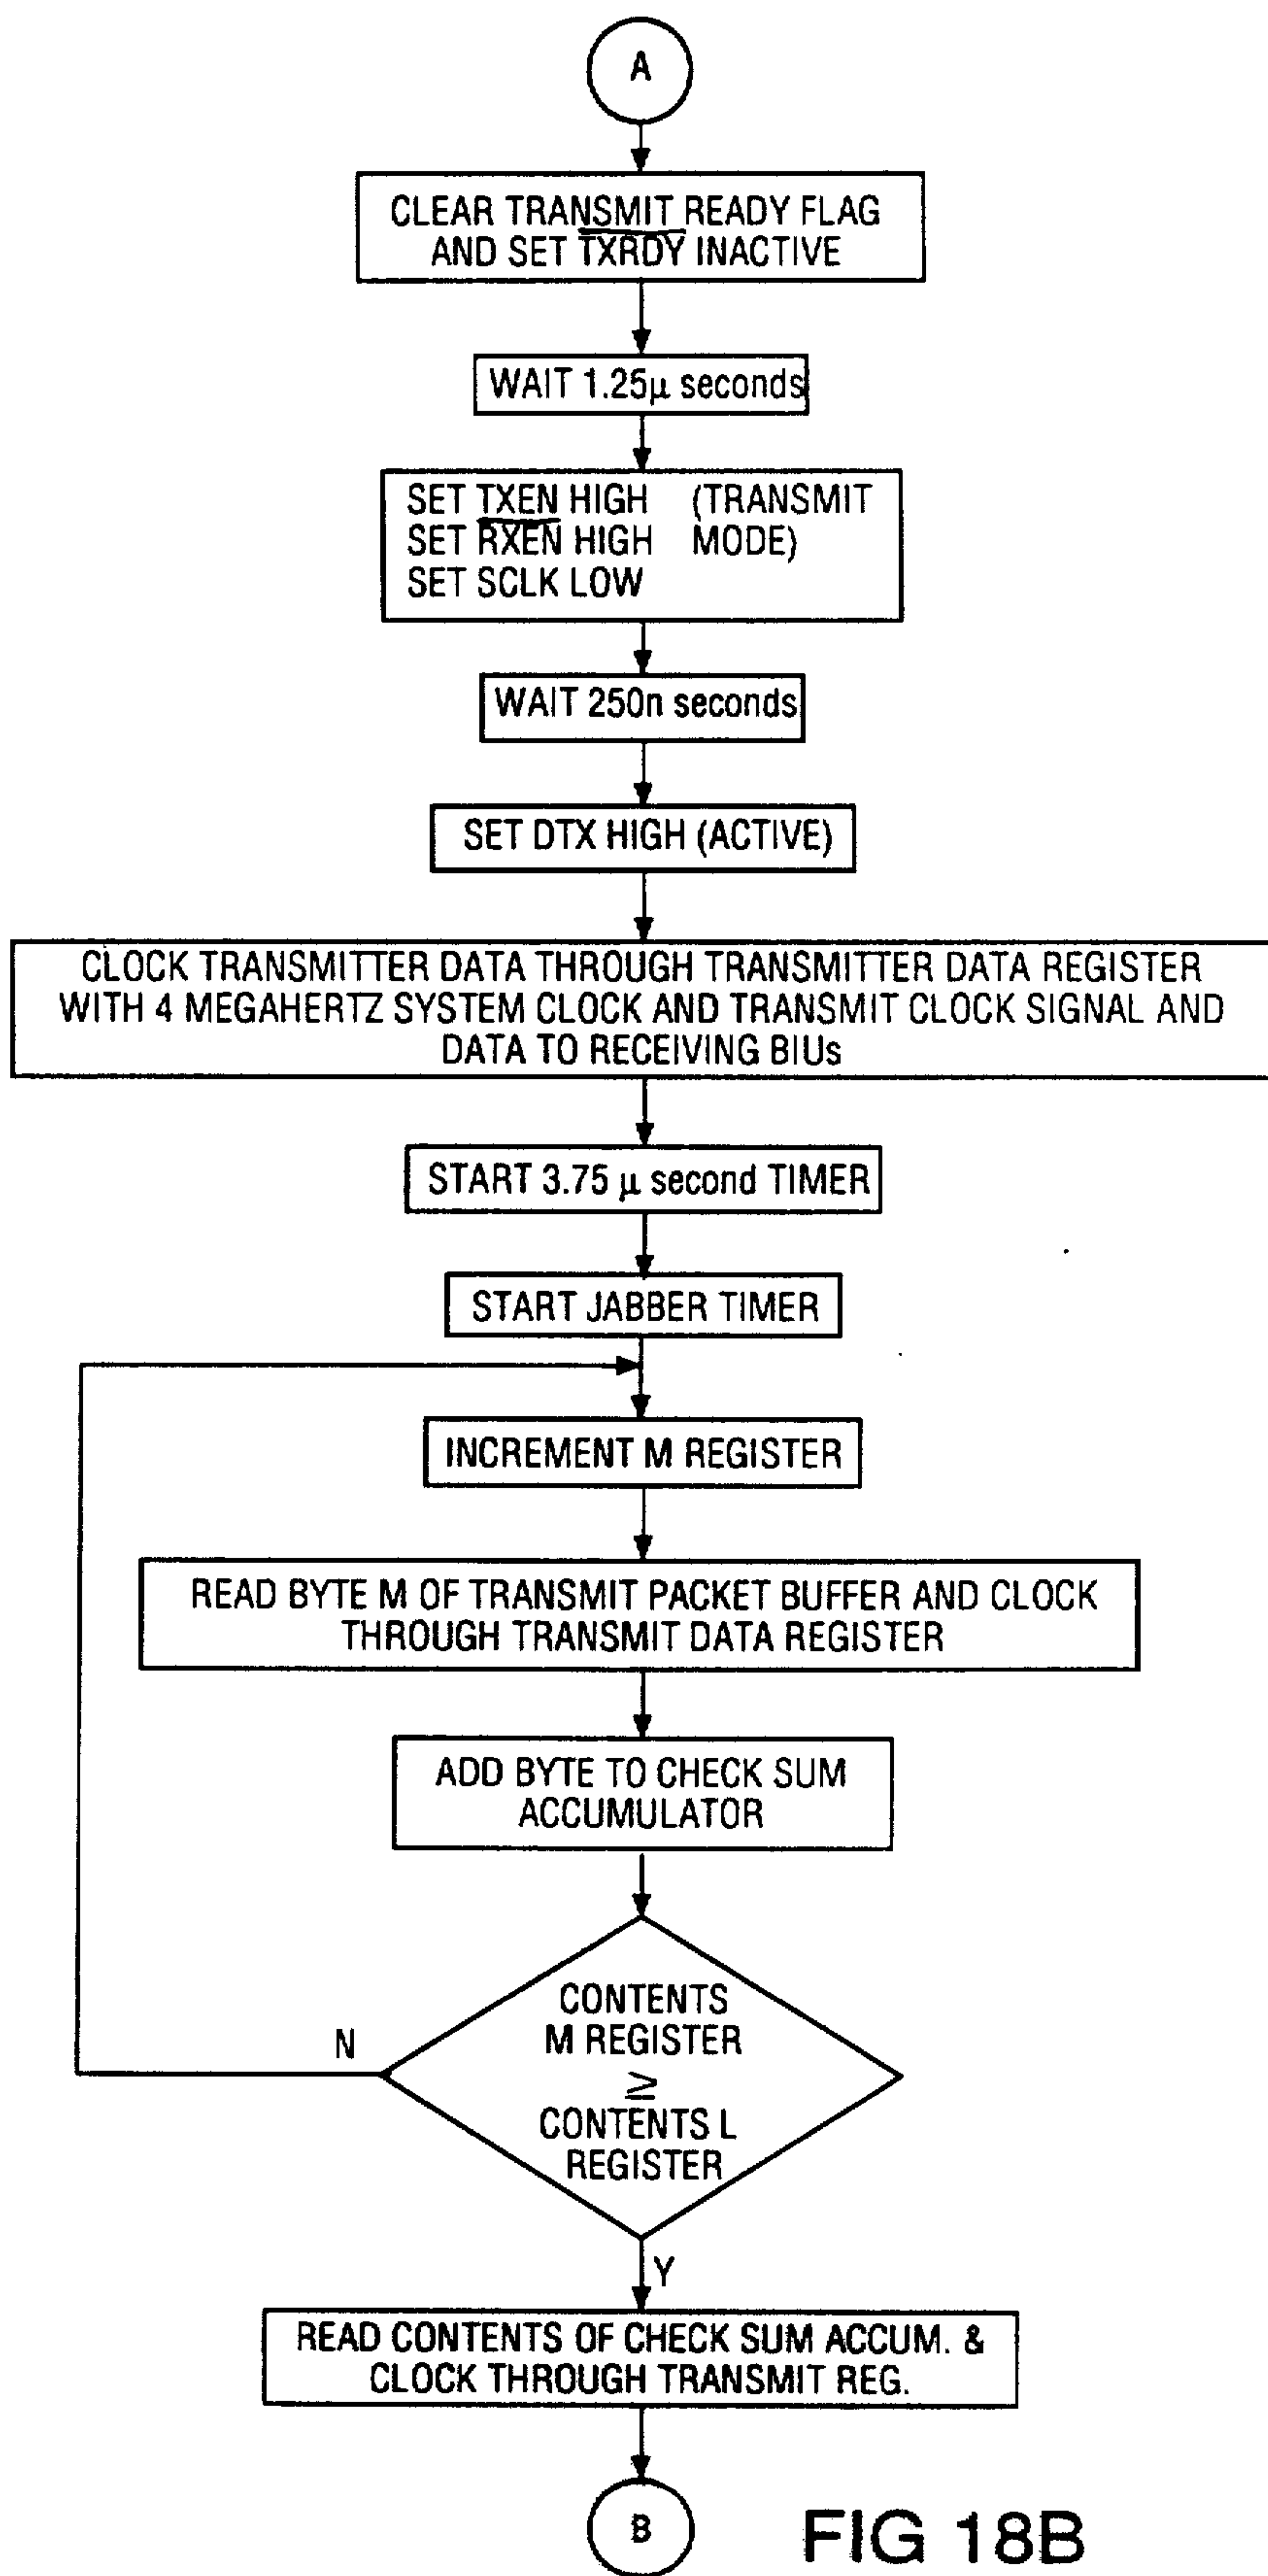 A
CLEAR TRANSMIT READY FLAG
AND SET T̅X̅R̅D̅Y̅ INACTIVE
WAIT 1.25μ seconds
SET TXEN HIGH (TRANSMIT
SET R̅X̅E̅N̅ HIGH MODE)
SET SCLK LOW
WAIT 250n seconds
SET DTX HIGH (ACTIVE)
CLOCK TRANSMITTER DATA THROUGH TRANSMITTER DATA REGISTER
WITH 4 MEGAHERTZ SYSTEM CLOCK AND TRANSMIT CLOCK SIGNAL AND
DATA TO RECEIVING BIUs
START 3.75 μ second TIMER
START JABBER TIMER
INCREMENT M REGISTER
READ BYTE M OF TRANSMIT PACKET BUFFER AND CLOCK
THROUGH TRANSMIT DATA REGISTER
ADD BYTE TO CHECK SUM
ACCUMULATOR
CONTENTS
M REGISTER
≥
CONTENTS L
REGISTER
N
Y
READ CONTENTS OF CHECK SUM ACCUM. &
CLOCK THROUGH TRANSMIT REG.
B
FIG 18B